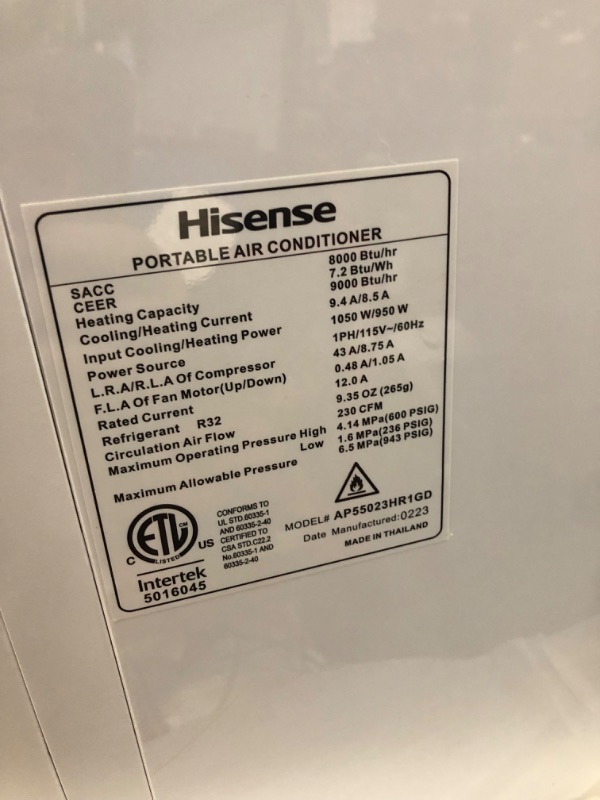 Hisense
PORTABLE AIR CONDITIONER
SACC 8000 Btu/hr
CEER 7.2 Btu/Wh
Heating Capacity 9000 Btu/hr
Cooling/Heating Current 9.4 A/8.5 A
Input Cooling/Heating Power 1050 W/950 W
Power Source 1PH/115V~/60Hz
L.R.A/R.L.A Of Compressor 43 A/8.75 A
F.L.A Of Fan Motor(Up/Down) 0.48 A/1.05 A
Rated Current 12.0 A
Refrigerant R32 9.35 OZ (265g)
Circulation Air Flow 230 CFM
Maximum Operating Pressure High 4.14 MPa(600 PSIG)
Low 1.6 MPa(236 PSIG)
Maximum Allowable Pressure 6.5 MPa(943 PSIG)
ETL CM
LISTED
C US
Intertek
5016045
CONFORMS TO
UL STD.60335-1
AND 60335-2-40
CERTIFIED TO
CSA STD.C22.2
No.60335-1 AND
60335-2-40
MODEL# AP55023HR1GD
Date Manufactured:0223
MADE IN THAILAND